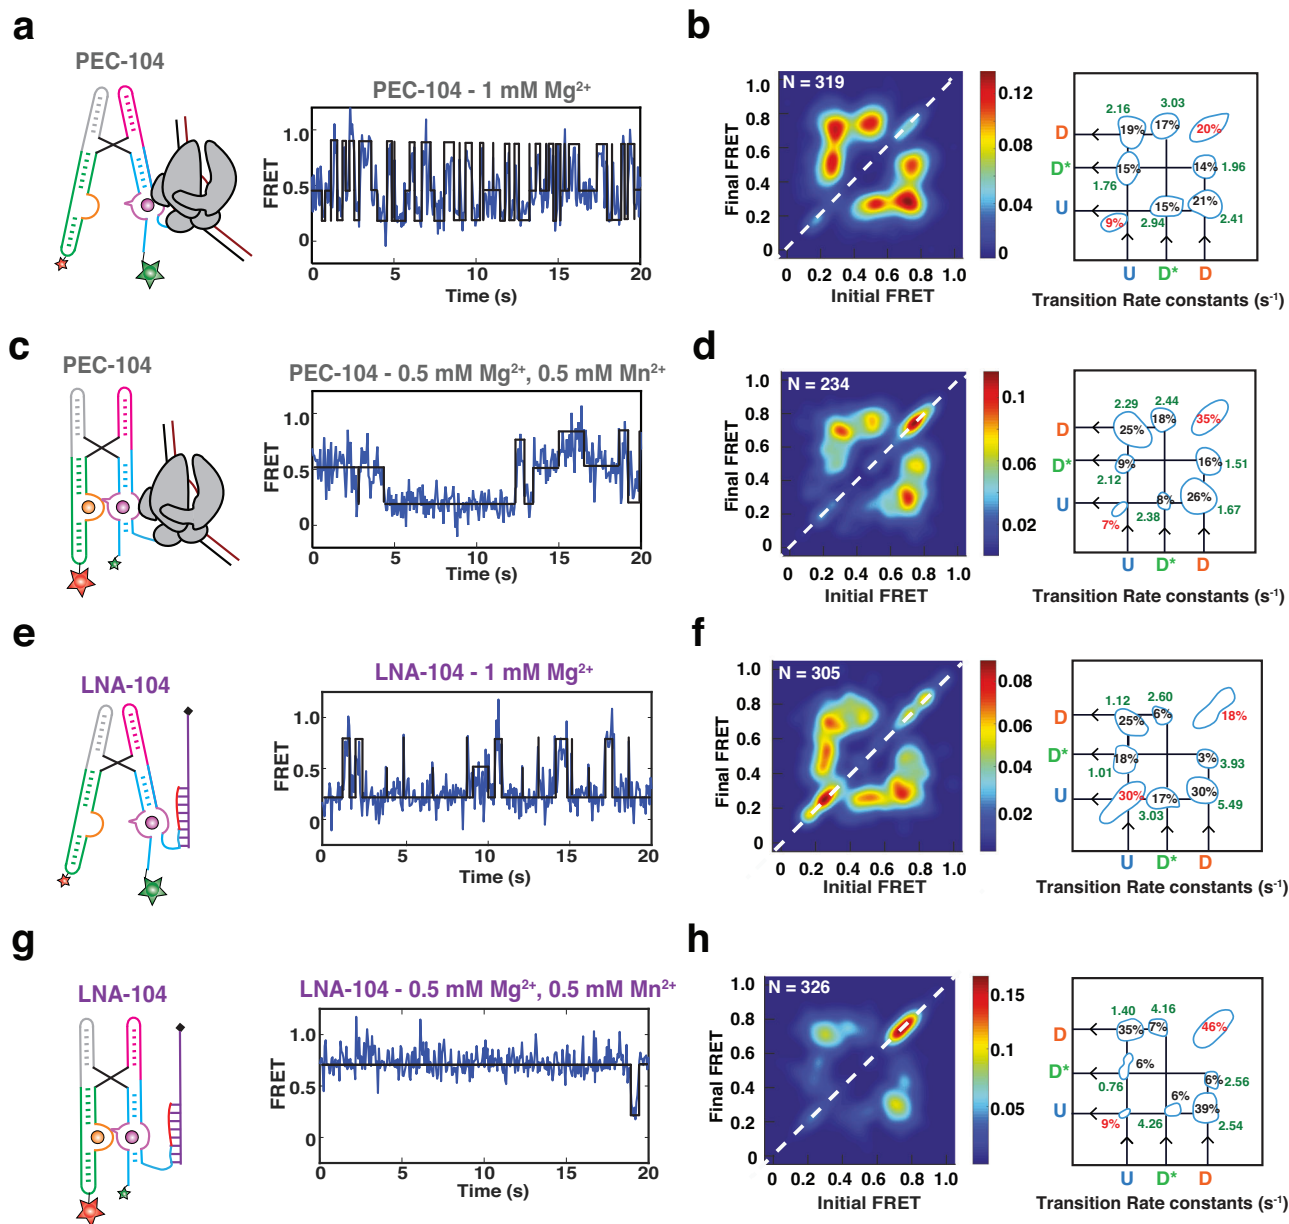 a
PEC-104
PEC-104 - 1 mM Mg2+
FRET
1.0
0.5
0
0 5 10 15 20
Time (s)
b
N = 319
Final FRET
1.0
0.8
0.6
0.4
0.2
0
0 0.2 0.4 0.6 0.8 1.0
Initial FRET
0.12
0.08
0.04
0
2.16 3.03
D 19% 17% 20%
D* 15% 14% 1.96
1.76
U 15% 21%
9% 2.94 2.41
U D* D
Transition Rate constants (s-1)
c
PEC-104
PEC-104 - 0.5 mM Mg2+, 0.5 mM Mn2+
FRET
1.0
0.5
0
0 5 10 15 20
Time (s)
d
N = 234
Final FRET
1.0
0.8
0.6
0.4
0.2
0
0 0.2 0.4 0.6 0.8 1.0
Initial FRET
0.1
0.06
0.04
0.02
2.29 2.44
D 25% 18% 35%
D* 9% 16% 1.51
2.12
U 8% 26%
7% 2.38 1.67
U D* D
Transition Rate constants (s-1)
e
LNA-104
LNA-104 - 1 mM Mg2+
FRET
1.0
0.5
0
0 5 10 15 20
Time (s)
f
N = 305
Final FRET
1.0
0.8
0.6
0.4
0.2
0
0 0.2 0.4 0.6 0.8 1.0
Initial FRET
0.08
0.06
0.04
0.02
1.12 2.60
D 25% 6% 18%
D* 18% 3% 3.93
1.01
U 30% 17% 30%
3.03 5.49
U D* D
Transition Rate constants (s-1)
g
LNA-104
LNA-104 - 0.5 mM Mg2+, 0.5 mM Mn2+
FRET
1.0
0.5
0
0 5 10 15 20
Time (s)
h
N = 326
Final FRET
1.0
0.8
0.6
0.4
0.2
0
0 0.2 0.4 0.6 0.8 1.0
Initial FRET
0.15
0.1
0.05
1.40 4.16
D 35% 7% 46%
D* 6% 6% 2.56
0.76
U 6% 39%
9% 4.26 2.54
U D* D
Transition Rate constants (s-1)